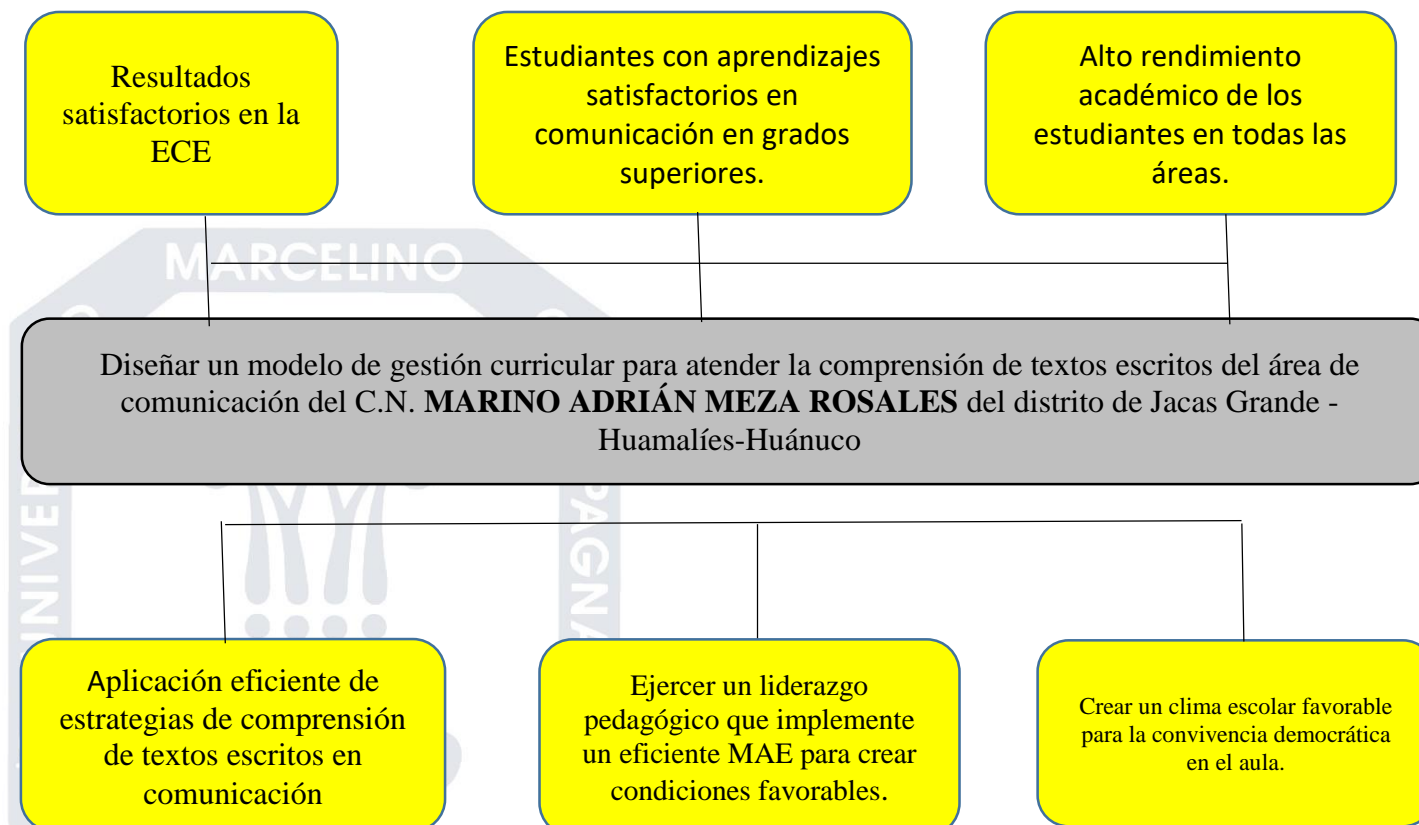 Resultados
satisfactorios en la
ECE
Estudiantes con aprendizajes
satisfactorios en
comunicación en grados
superiores.
Alto rendimiento
académico de los
estudiantes en todas las
áreas.
MARCELINO
Diseñar un modelo de gestión curricular para atender la comprensión de textos escritos del área de
comunicación del C.N. MARINO ADRIÁN MEZA ROSALES del distrito de Jacas Grande -
Huamalíes-Huánuco
Aplicación eficiente de
estrategias de comprensión
de textos escritos en
comunicación
Ejercer un liderazgo
pedagógico que implemente
un eficiente MAE para crear
condiciones favorables.
Crear un clima escolar favorable
para la convivencia democrática
en el aula.